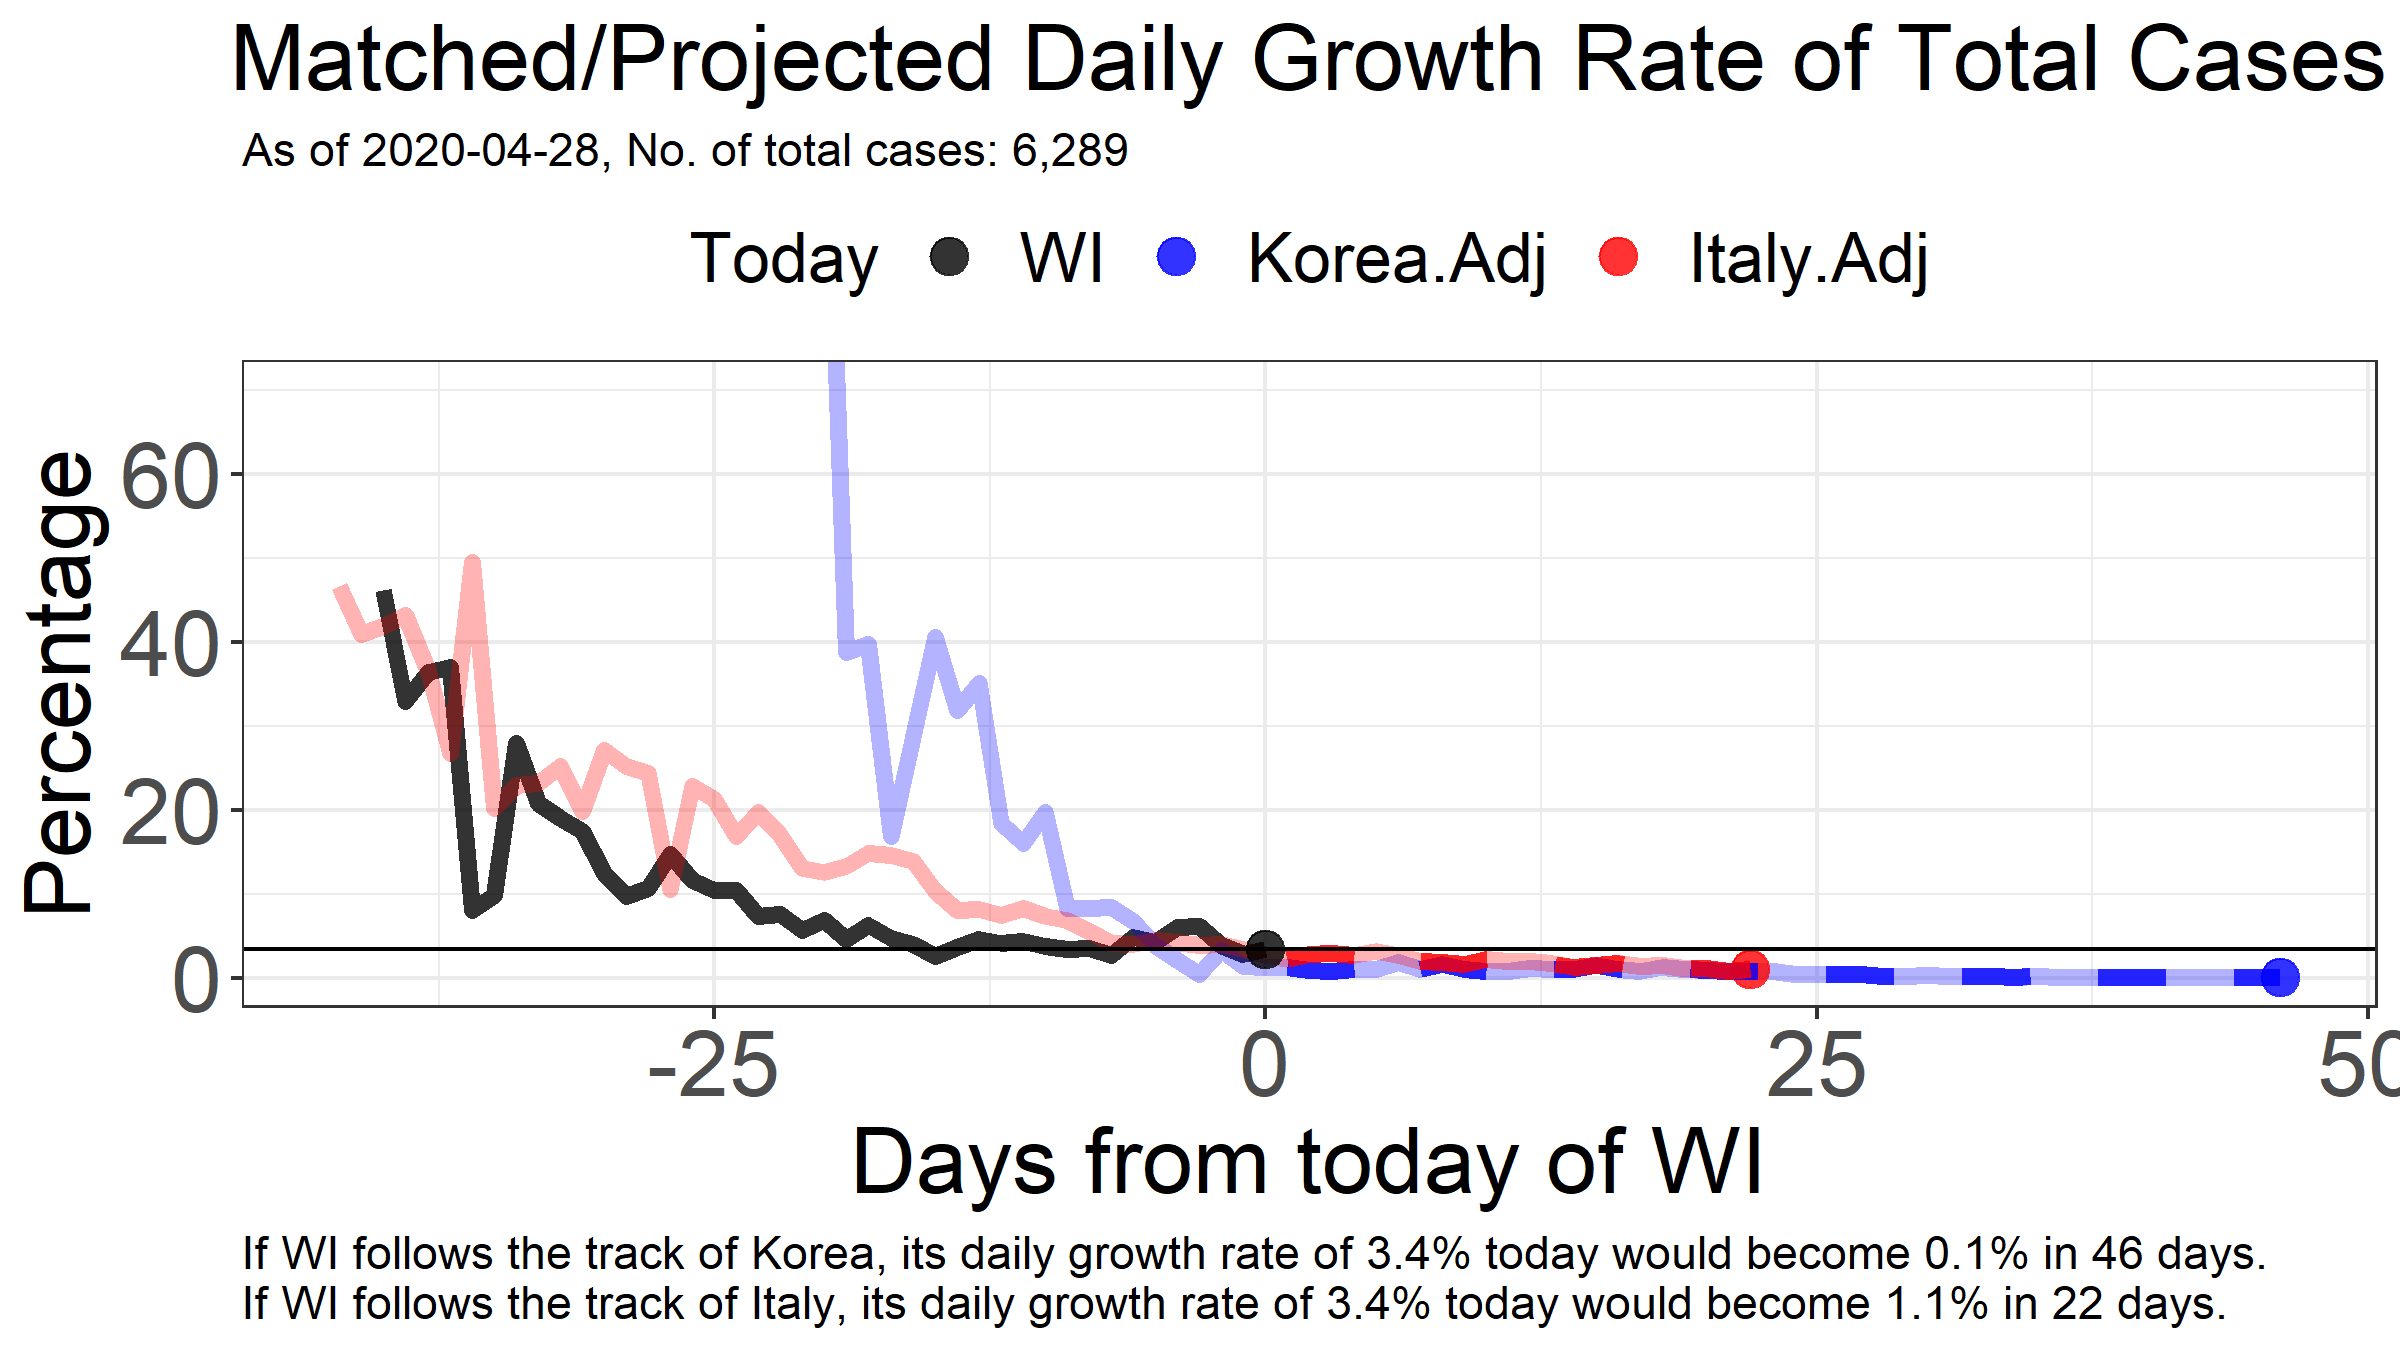 Matched/Projected Daily Growth Rate of Total Cases
As of 2020-04-28, No. of total cases: 6,289
Today WI Korea.Adj Italy.Adj
Percentage
60
40
20
0
-25 0 25 50
Days from today of WI
If WI follows the track of Korea, its daily growth rate of 3.4% today would become 0.1% in 46 days.
If WI follows the track of Italy, its daily growth rate of 3.4% today would become 1.1% in 22 days.